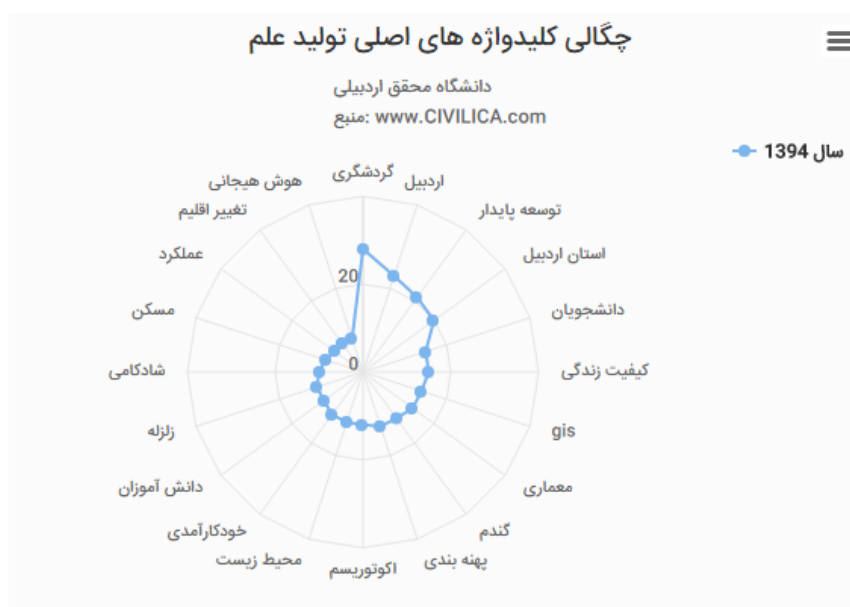 چگالی کلیدواژه های اصلی تولید علم
دانشگاه محقق اردبیلی
منبع: www.CIVILICA.com
سال 1394
گردشگری
اردبیل
توسعه پایدار
استان اردبیل
دانشجویان
کیفیت زندگی
gis
معماری
گندم
پهنه بندی
اکوتوریسم
محیط زیست
خودکارآمدی
دانش آموزان
زلزله
شادکامی
مسکن
عملکرد
تغییر اقلیم
هوش هیجانی
20
0